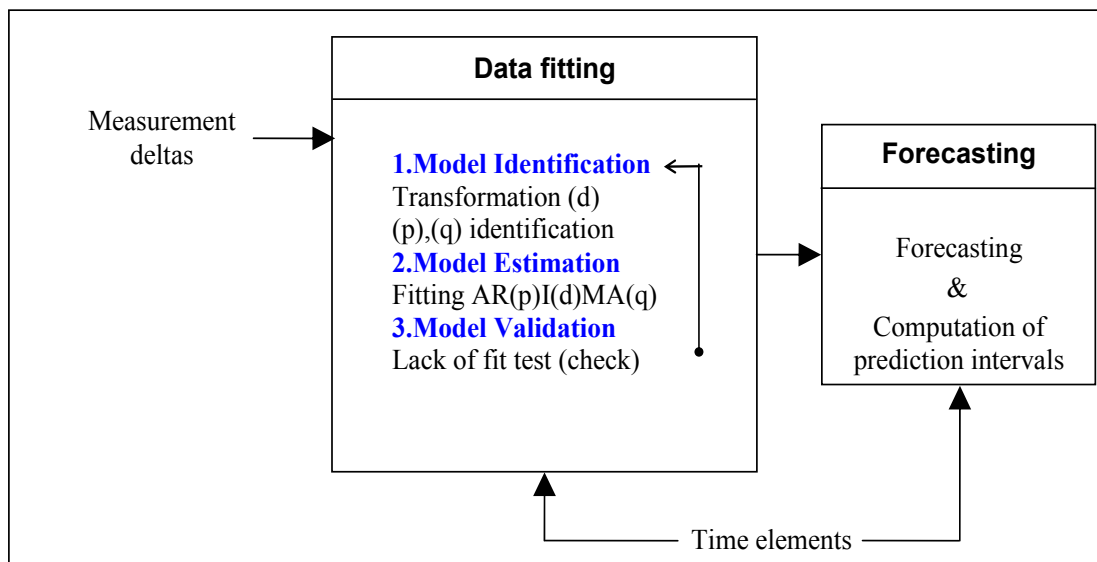 Data fitting
Measurement
deltas
1.Model Identification
Transformation (d)
(p),(q) identification
2.Model Estimation
Fitting AR(p)I(d)MA(q)
3.Model Validation
Lack of fit test (check)
Forecasting
Forecasting
&
Computation of
prediction intervals
Time elements